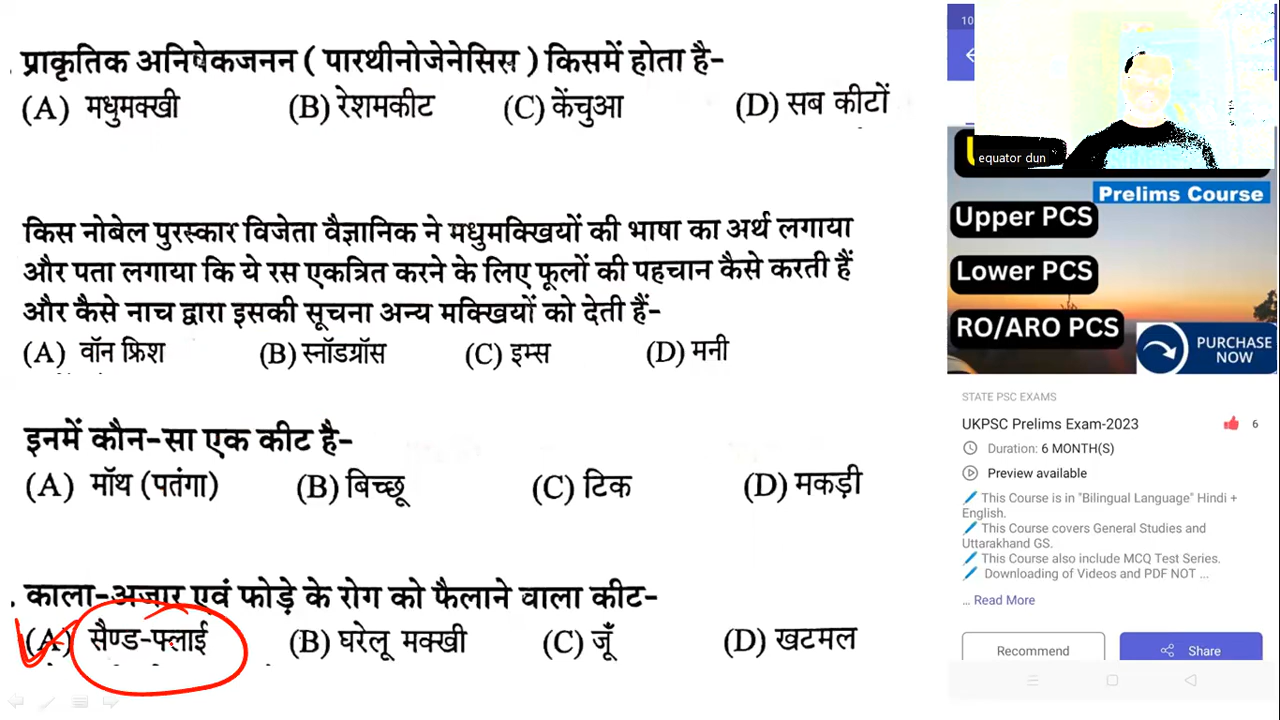 प्राकृतिक अनिषेकजनन ( पारथीनोजेनेसिस ) किसमें होता है-
(A) मधुमक्खी (B) रेशमकीट (C) केंचुआ (D) सब कीटों
किस नोबेल पुरस्कार विजेता वैज्ञानिक ने मधुमक्खियों की भाषा का अर्थ लगाया
और पता लगाया कि ये रस एकत्रित करने के लिए फूलों की पहचान कैसे करती हैं
और कैसे नाच द्वारा इसकी सूचना अन्य मक्खियों को देती हैं-
(A) वॉन फ्रिश (B) स्नॉडग्रॉस (C) इम्स (D) मनी
इनमें कौन-सा एक कीट है-
(A) मॉथ (पतंगा) (B) बिच्छू (C) टिक (D) मकड़ी
काला-अजार एवं फोड़े के रोग को फैलाने वाला कीट-
(A) सैण्ड-फ्लाई (B) घरेलू मक्खी (C) जूँ (D) खटमल
10
equator dun
U
Prelims Course
Upper PCS
Lower PCS
RO/ARO PCS
PURCHASE
NOW
STATE PSC EXAMS
UKPSC Prelims Exam-2023 6
Duration: 6 MONTH(S)
Preview available
This Course is in "Bilingual Language" Hindi +
English.
This Course covers General Studies and
Uttarakhand GS.
This Course also include MCQ Test Series.
Downloading of Videos and PDF NOT ...
... Read More
Recommend Share